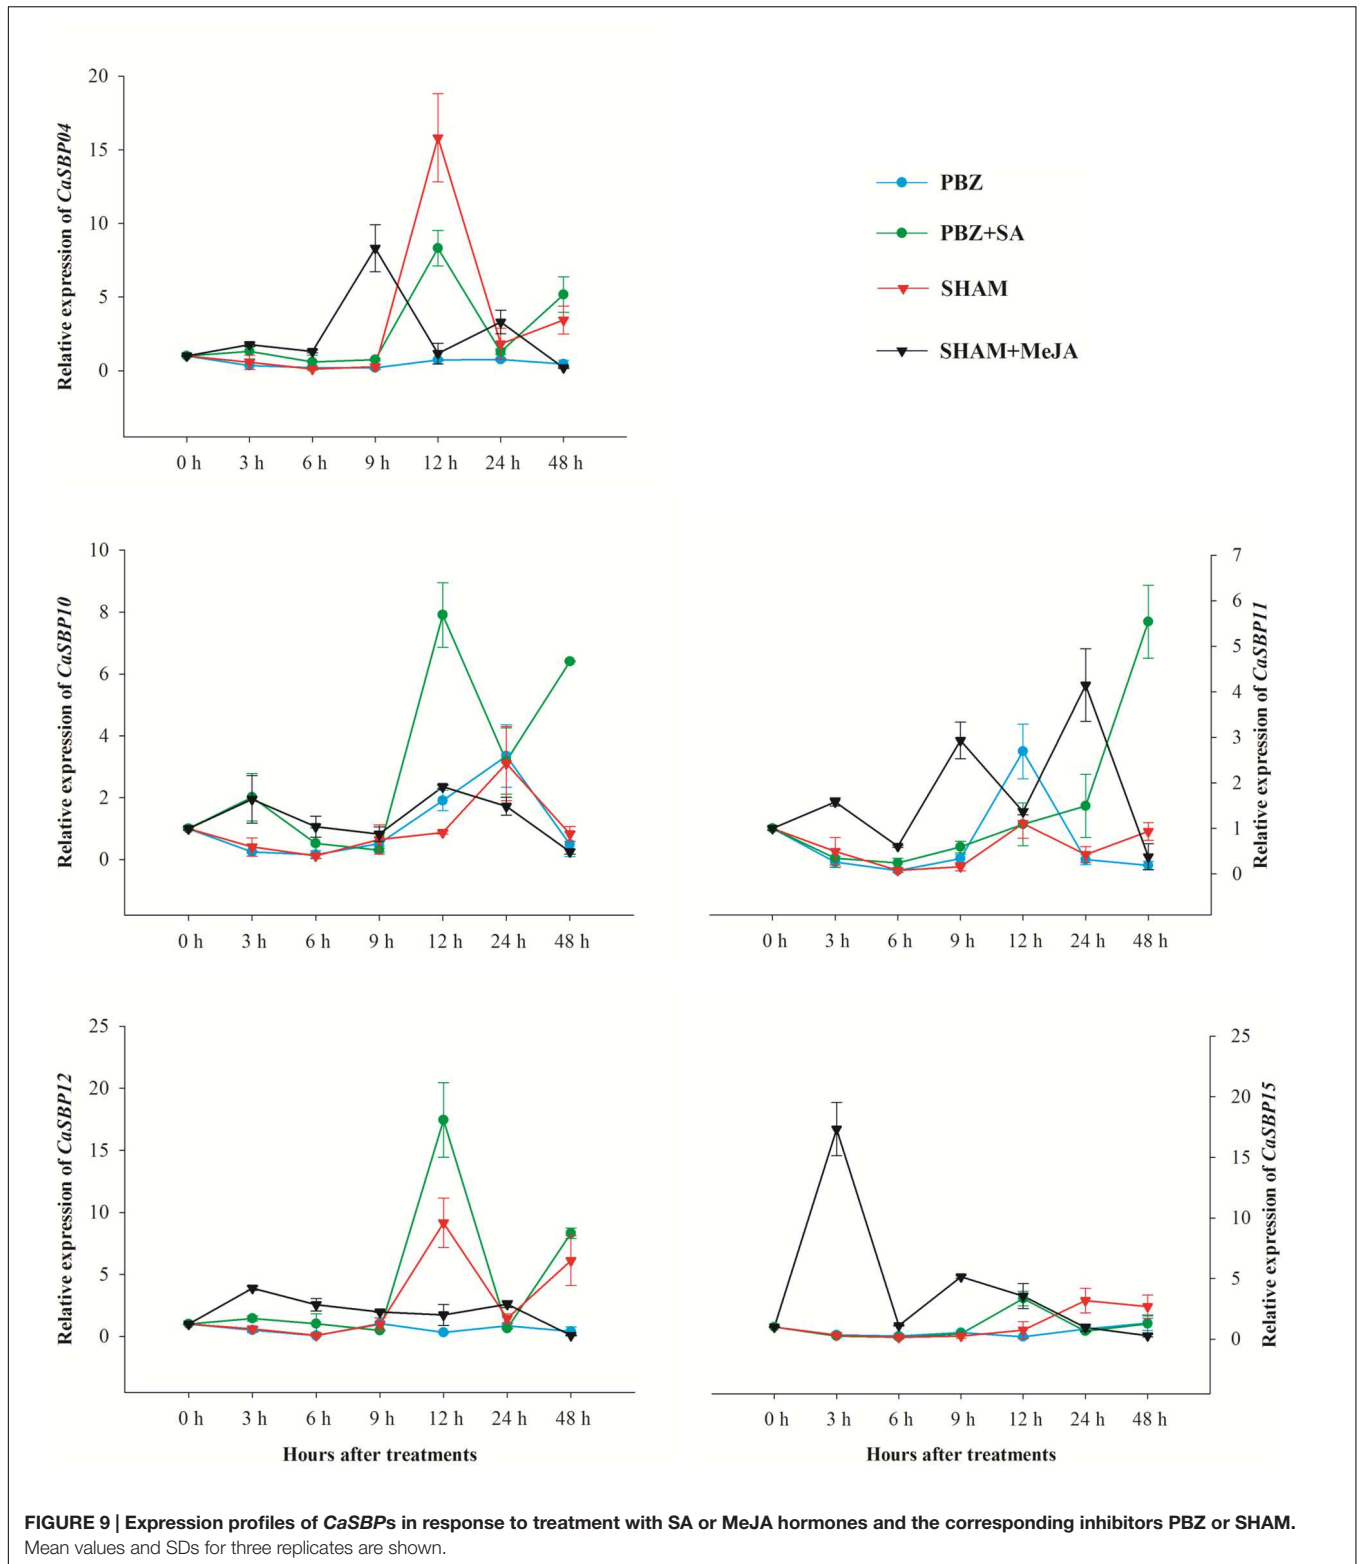 20
15
10
5
0
Relative expression of CaSBP04
0 h 3 h 6 h 9 h 12 h 24 h 48 h
PBZ
PBZ+SA
SHAM
SHAM+MeJA
10
8
6
4
2
0
Relative expression of CaSBP10
0 h 3 h 6 h 9 h 12 h 24 h 48 h
7
6
5
4
3
2
1
0
Relative expression of CaSBP11
0 h 3 h 6 h 9 h 12 h 24 h 48 h
25
20
15
10
5
0
Relative expression of CaSBP12
0 h 3 h 6 h 9 h 12 h 24 h 48 h
Hours after treatments
25
20
15
10
5
0
Relative expression of CaSBP15
0 h 3 h 6 h 9 h 12 h 24 h 48 h
Hours after treatments
FIGURE 9 | Expression profiles of CaSBPs in response to treatment with SA or MeJA hormones and the corresponding inhibitors PBZ or SHAM.
Mean values and SDs for three replicates are shown.